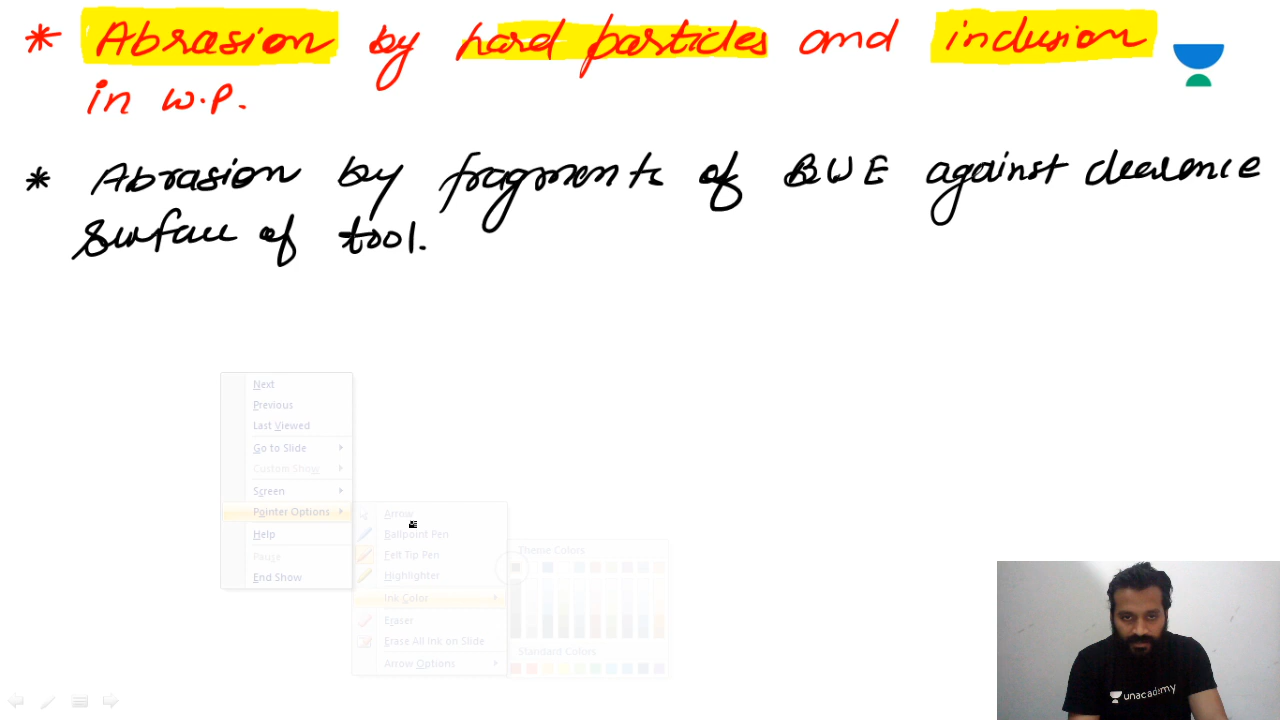 * Abrasion by hard particles and inclusion
in W.P.
* Abrasion by fragments of BUE against clearence
Surface of tool.
Next
Previous
Last Viewed
Go to Slide
Custom Show
Screen
Pointer Options
Help
Pause
End Show
Arrow
Ballpoint Pen
Felt Tip Pen
Highlighter
Ink Color
Eraser
Erase All Ink on Slide
Arrow Options
Theme Colors
Standard Colors
unacademy